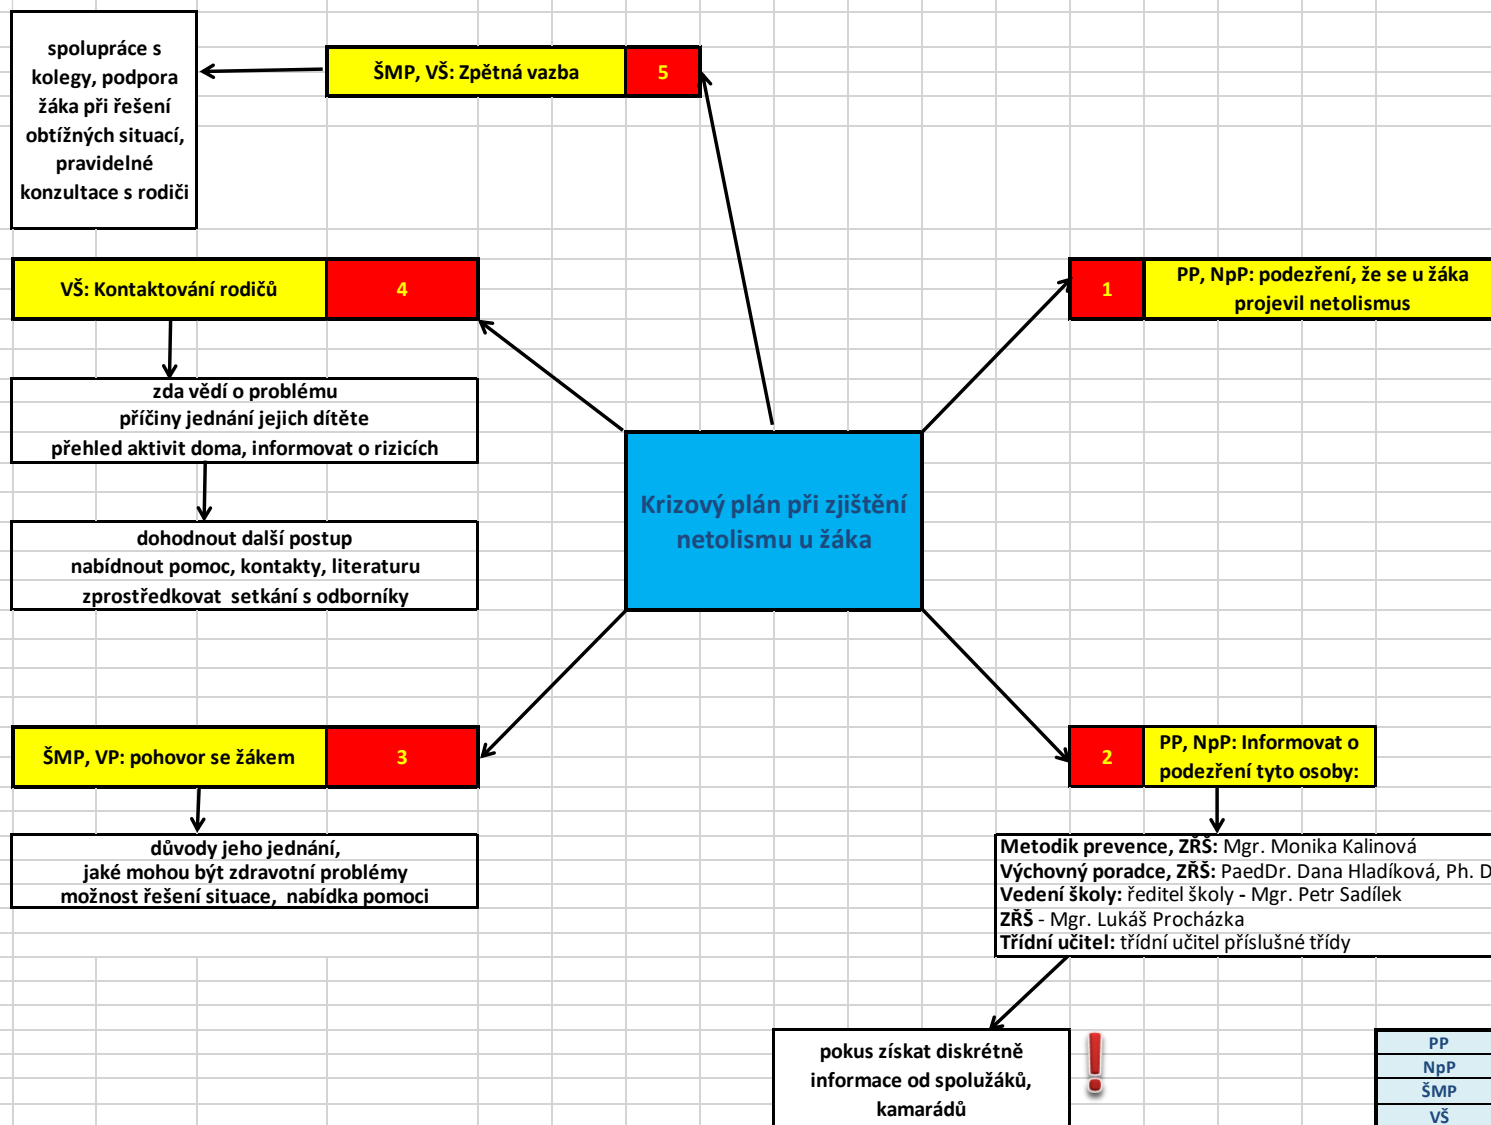 spolupráce s
kolegy, podpora
žáka při řešení
obtížných situací,
pravidelné
konzultace s rodiči
ŠMP, VŠ: Zpětná vazba
5
VŠ: Kontaktování rodičů
4
1
PP, NpP: podezření, že se u žáka
projevil netolismus
zda vědí o problému
příčiny jednání jejich dítěte
přehled aktivit doma, informovat o rizicích
Krizový plán při zjištění
netolismu u žáka
dohodnout další postup
nabídnout pomoc, kontakty, literaturu
zprostředkovat setkání s odborníky
ŠMP, VP: pohovor se žákem
3
2
PP, NpP: Informovat o
podezření tyto osoby:
důvody jeho jednání,
jaké mohou být zdravotní problémy
možnost řešení situace, nabídka pomoci
Metodik prevence, ZŘŠ: Mgr. Monika Kalinová
Výchovný poradce, ZŘŠ: PaedDr. Dana Hladíková, Ph. D
Vedení školy: ředitel školy - Mgr. Petr Sadílek
ZŘŠ - Mgr. Lukáš Procházka
Třídní učitel: třídní učitel příslušné třídy
pokus získat diskrétně
informace od spolužáků,
kamarádů
PP
NpP
ŠMP
VŠ